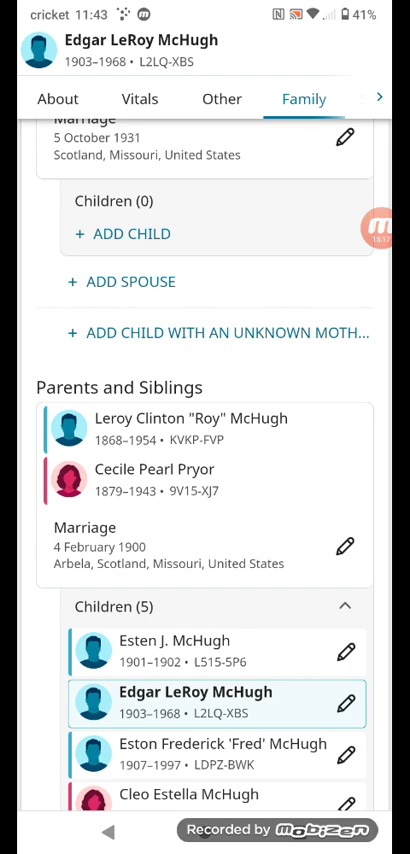 cricket 11:43 41%
Edgar LeRoy McHugh
1903–1968 • L2LQ-XBS
About Vitals Other Family
Marriage
5 October 1931
Scotland, Missouri, United States
Children (0)
+ ADD CHILD
15:17
+ ADD SPOUSE
+ ADD CHILD WITH AN UNKNOWN MOTH...
Parents and Siblings
Leroy Clinton "Roy" McHugh
1868–1954 • KVKP-FVP
Cecile Pearl Pryor
1879–1943 • 9V15-XJ7
Marriage
4 February 1900
Arbela, Scotland, Missouri, United States
Children (5)
Esten J. McHugh
1901–1902 • L515-5P6
Edgar LeRoy McHugh
1903–1968 • L2LQ-XBS
Eston Frederick 'Fred' McHugh
1907–1997 • LDPZ-BWK
Cleo Estella McHugh
Recorded by mobizen